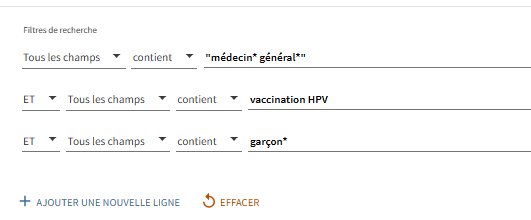 Filtres de recherche
Tous les champs contient "médecin* général*"
ET Tous les champs contient vaccination HPV
ET Tous les champs contient garçon*
+ AJOUTER UNE NOUVELLE LIGNE EFFACER